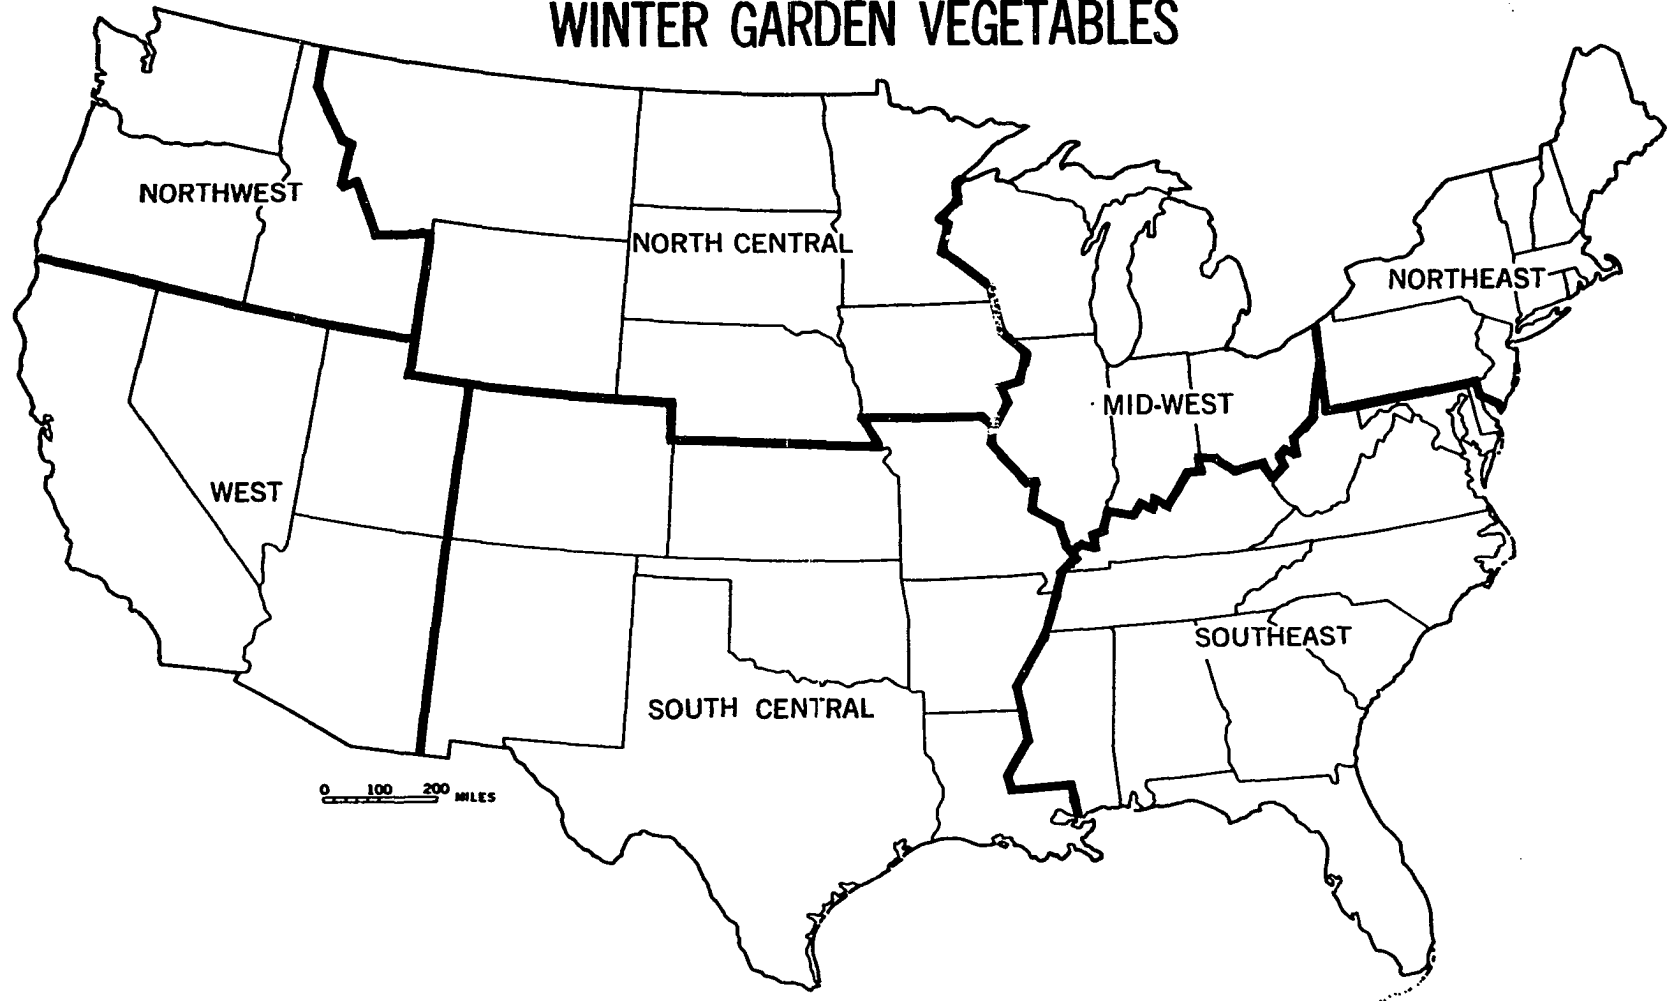 WINTER GARDEN VEGETABLES
NORTHWEST
NORTH CENTRAL
NORTHEAST
MID-WEST
WEST
SOUTHEAST
SOUTH CENTRAL
0 100 200 MILES